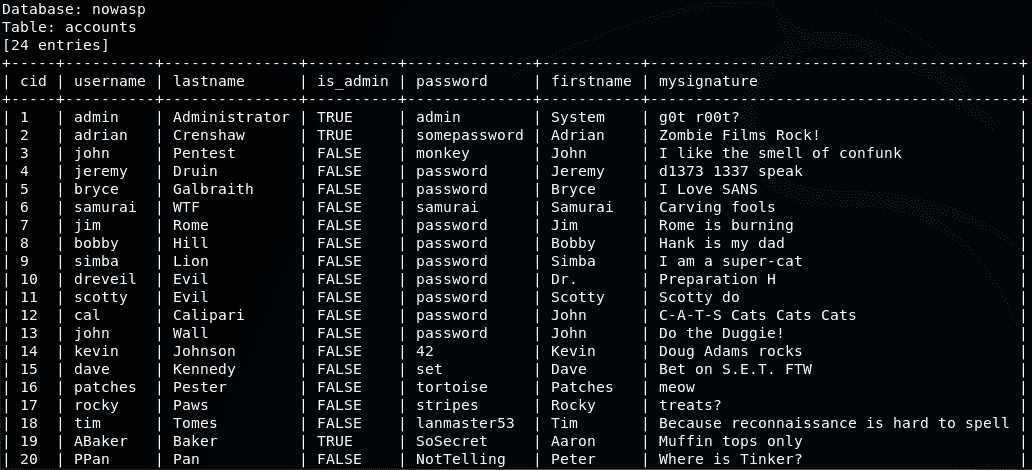 Database: nowasp
Table: accounts
[24 entries]
+-----+----------+---------------+----------+--------------+-----------+-----------------------------------------+
| cid | username | lastname      | is_admin | password     | firstname | mysignature                             |
+-----+----------+---------------+----------+--------------+-----------+-----------------------------------------+
| 1   | admin    | Administrator | TRUE     | admin        | System    | g0t r00t?                               |
| 2   | adrian   | Crenshaw      | TRUE     | somepassword | Adrian    | Zombie Films Rock!                      |
| 3   | john     | Pentest       | FALSE    | monkey       | John      | I like the smell of confunk             |
| 4   | jeremy   | Druin         | FALSE    | password     | Jeremy    | d1373 1337 speak                        |
| 5   | bryce    | Galbraith     | FALSE    | password     | Bryce     | I Love SANS                             |
| 6   | samurai  | WTF           | FALSE    | samurai      | Samurai   | Carving fools                           |
| 7   | jim      | Rome          | FALSE    | password     | Jim       | Rome is burning                         |
| 8   | bobby    | Hill          | FALSE    | password     | Bobby     | Hank is my dad                          |
| 9   | simba    | Lion          | FALSE    | password     | Simba     | I am a super-cat                        |
| 10  | dreveil  | Evil          | FALSE    | password     | Dr.       | Preparation H                           |
| 11  | scotty   | Evil          | FALSE    | password     | Scotty    | Scotty do                               |
| 12  | cal      | Calipari      | FALSE    | password     | John      | C-A-T-S Cats Cats Cats                  |
| 13  | john     | Wall          | FALSE    | password     | John      | Do the Duggie!                          |
| 14  | kevin    | Johnson       | FALSE    | 42           | Kevin     | Doug Adams rocks                        |
| 15  | dave     | Kennedy       | FALSE    | set          | Dave      | Bet on S.E.T. FTW                       |
| 16  | patches  | Pester        | FALSE    | tortoise     | Patches   | meow                                    |
| 17  | rocky    | Paws          | FALSE    | stripes      | Rocky     | treats?                                 |
| 18  | tim      | Tomes         | FALSE    | lanmaster53  | Tim       | Because reconnaissance is hard to spell |
| 19  | ABaker   | Baker         | TRUE     | SoSecret     | Aaron     | Muffin tops only                        |
| 20  | PPan     | Pan           | FALSE    | NotTelling   | Peter     | Where is Tinker?                        |